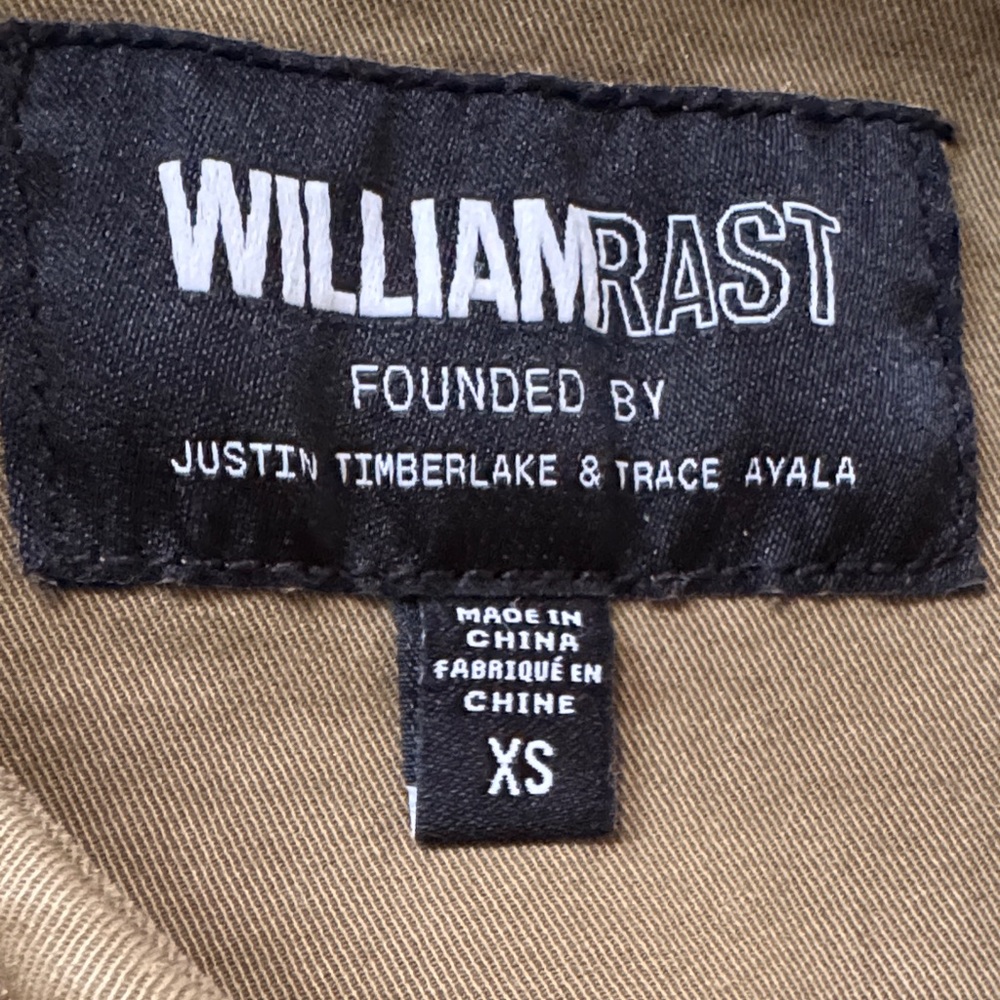 WILLIAMRAST
FOUNDED BY
JUSTIN TIMBERLAKE & TRACE AYALA
MADE IN
CHINA
FABRIQUÉ EN
CHINE
XS